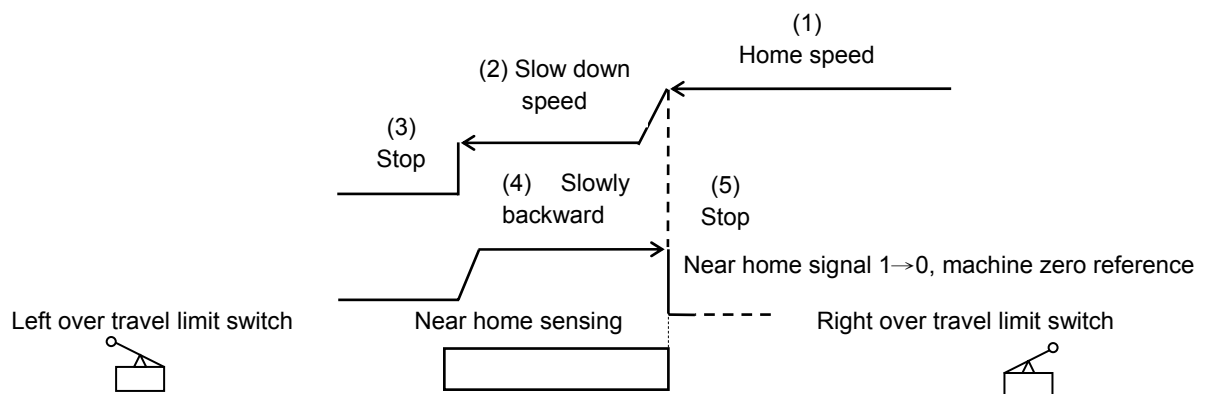 (1)
Home speed
(2) Slow down
speed
(3)
Stop
(4) Slowly
backward
(5)
Stop
Near home signal 1→0, machine zero reference
Left over travel limit switch
Near home sensing
Right over travel limit switch